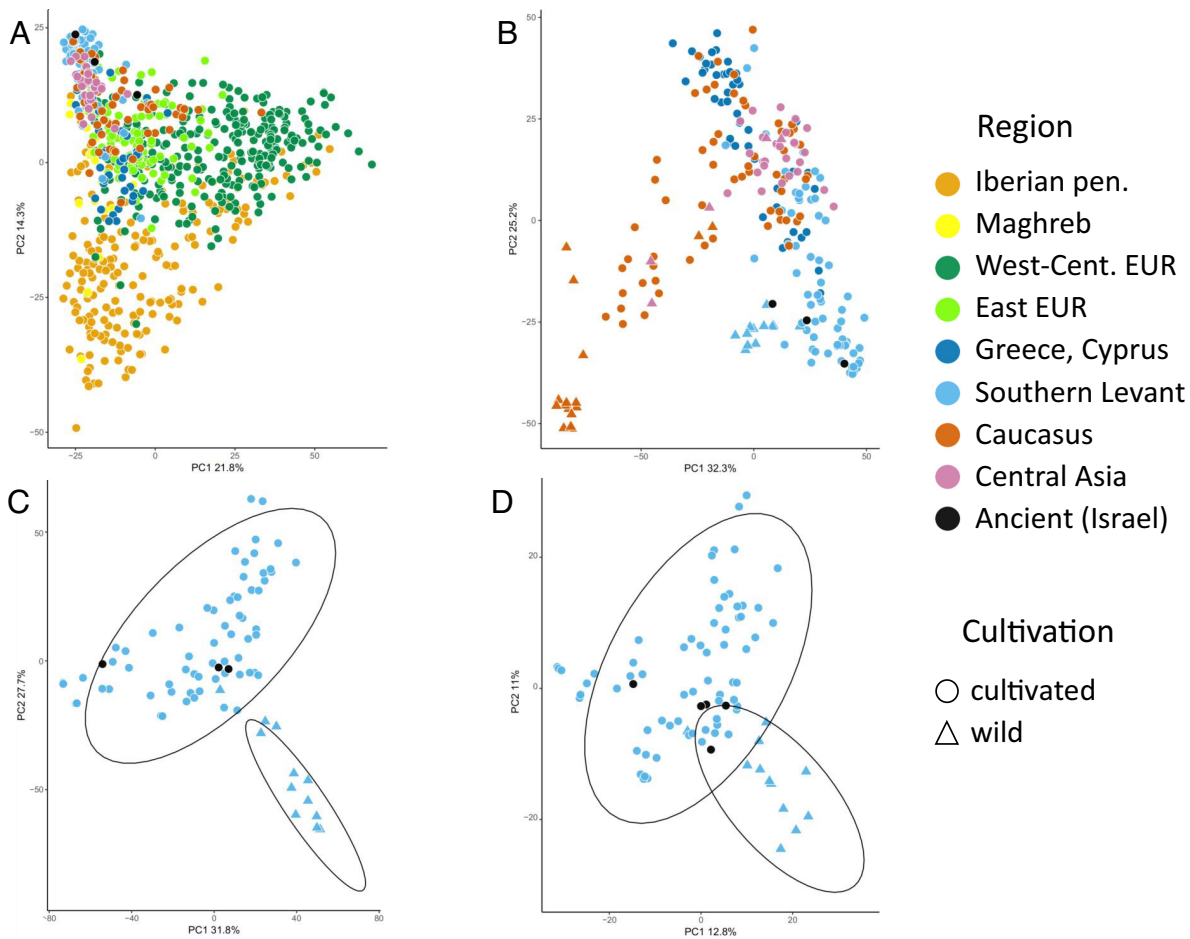 A
25
0
−25
−50
PC2 14.3%
−25
0
25
50
PC1 21.8%
B
50
25
0
−25
−50
PC2 25.2%
−50
0
50
PC1 32.3%
C
50
0
−50
PC2 27.7%
−80
−40
0
40
80
PC1 31.8%
D
20
0
−20
PC2 11%
−20
0
20
PC1 12.8%
Region
Iberian pen.
Maghreb
West-Cent. EUR
East EUR
Greece, Cyprus
Southern Levant
Caucasus
Central Asia
Ancient (Israel)
Cultivation
cultivated
wild